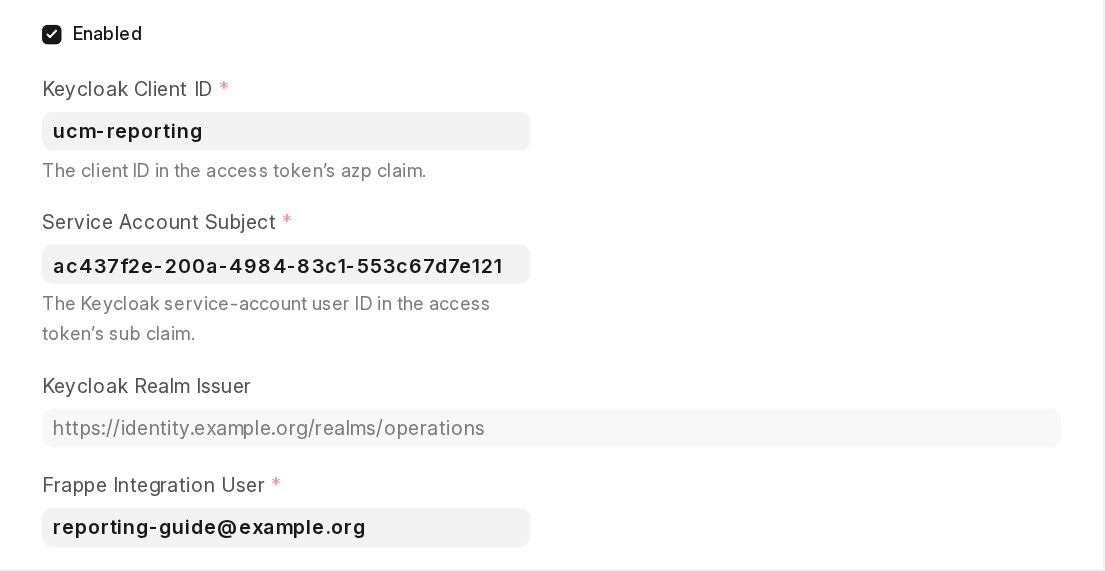 Enabled
Keycloak Client ID *
ucm-reporting
The client ID in the access token’s azp claim.
Service Account Subject *
ac437f2e-200a-4984-83c1-553c67d7e121
The Keycloak service-account user ID in the access
token’s sub claim.
Keycloak Realm Issuer
https://identity.example.org/realms/operations
Frappe Integration User *
reporting-guide@example.org